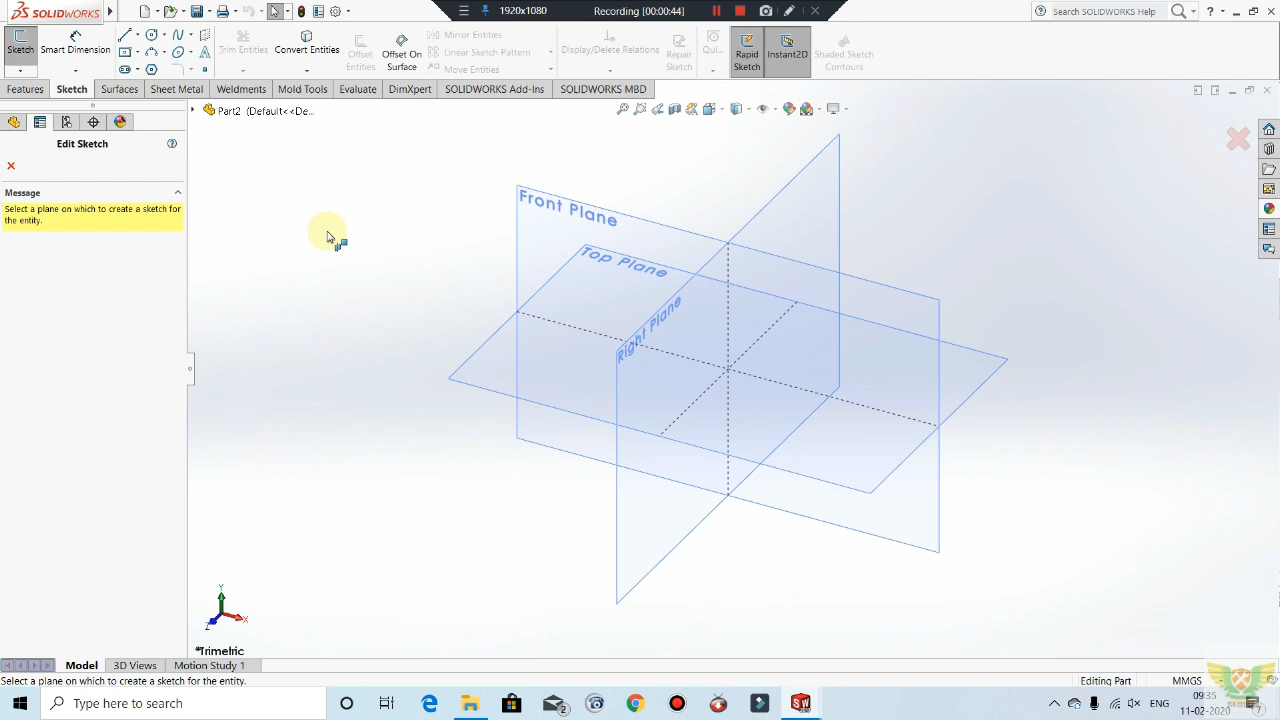 SOLIDWORKS
1920x1080
Recording [00:00:44]
Search SOLIDWORKS Help
Sketch
Smart Dimension
Trim Entities
Convert Entities
Offset Entities
Offset On Surface
Mirror Entities
Linear Sketch Pattern
Move Entities
Display/Delete Relations
Repair Sketch
Qui...
Rapid Sketch
Instant2D
Shaded Sketch Contours
Features
Sketch
Surfaces
Sheet Metal
Weldments
Mold Tools
Evaluate
DimXpert
SOLIDWORKS Add-Ins
SOLIDWORKS MBD
Part2 (Default<<De...
Edit Sketch
Message
Select a plane on which to create a sketch for
the entity.
Front Plane
Top Plane
Right Plane
Y
X
Z
*Trimetric
Model
3D Views
Motion Study 1
Select a plane on which to create a sketch for the entity.
Editing Part
MMGS
Type here to search
2
ENG
09:35
11-02-2020
7